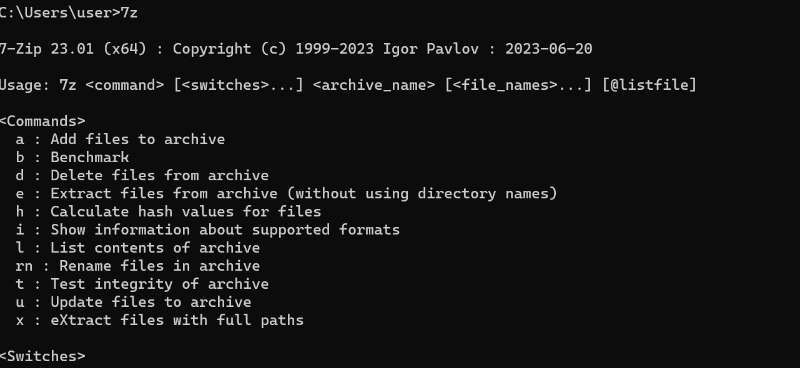 C:\Users\user>7z
7-Zip 23.01 (x64) : Copyright (c) 1999-2023 Igor Pavlov : 2023-06-20
Usage: 7z <command> [<switches>...] <archive_name> [<file_names>...] [@listfile]
<Commands>
a : Add files to archive
b : Benchmark
d : Delete files from archive
e : Extract files from archive (without using directory names)
h : Calculate hash values for files
i : Show information about supported formats
l : List contents of archive
rn : Rename files in archive
t : Test integrity of archive
u : Update files to archive
x : eXtract files with full paths
<Switches>